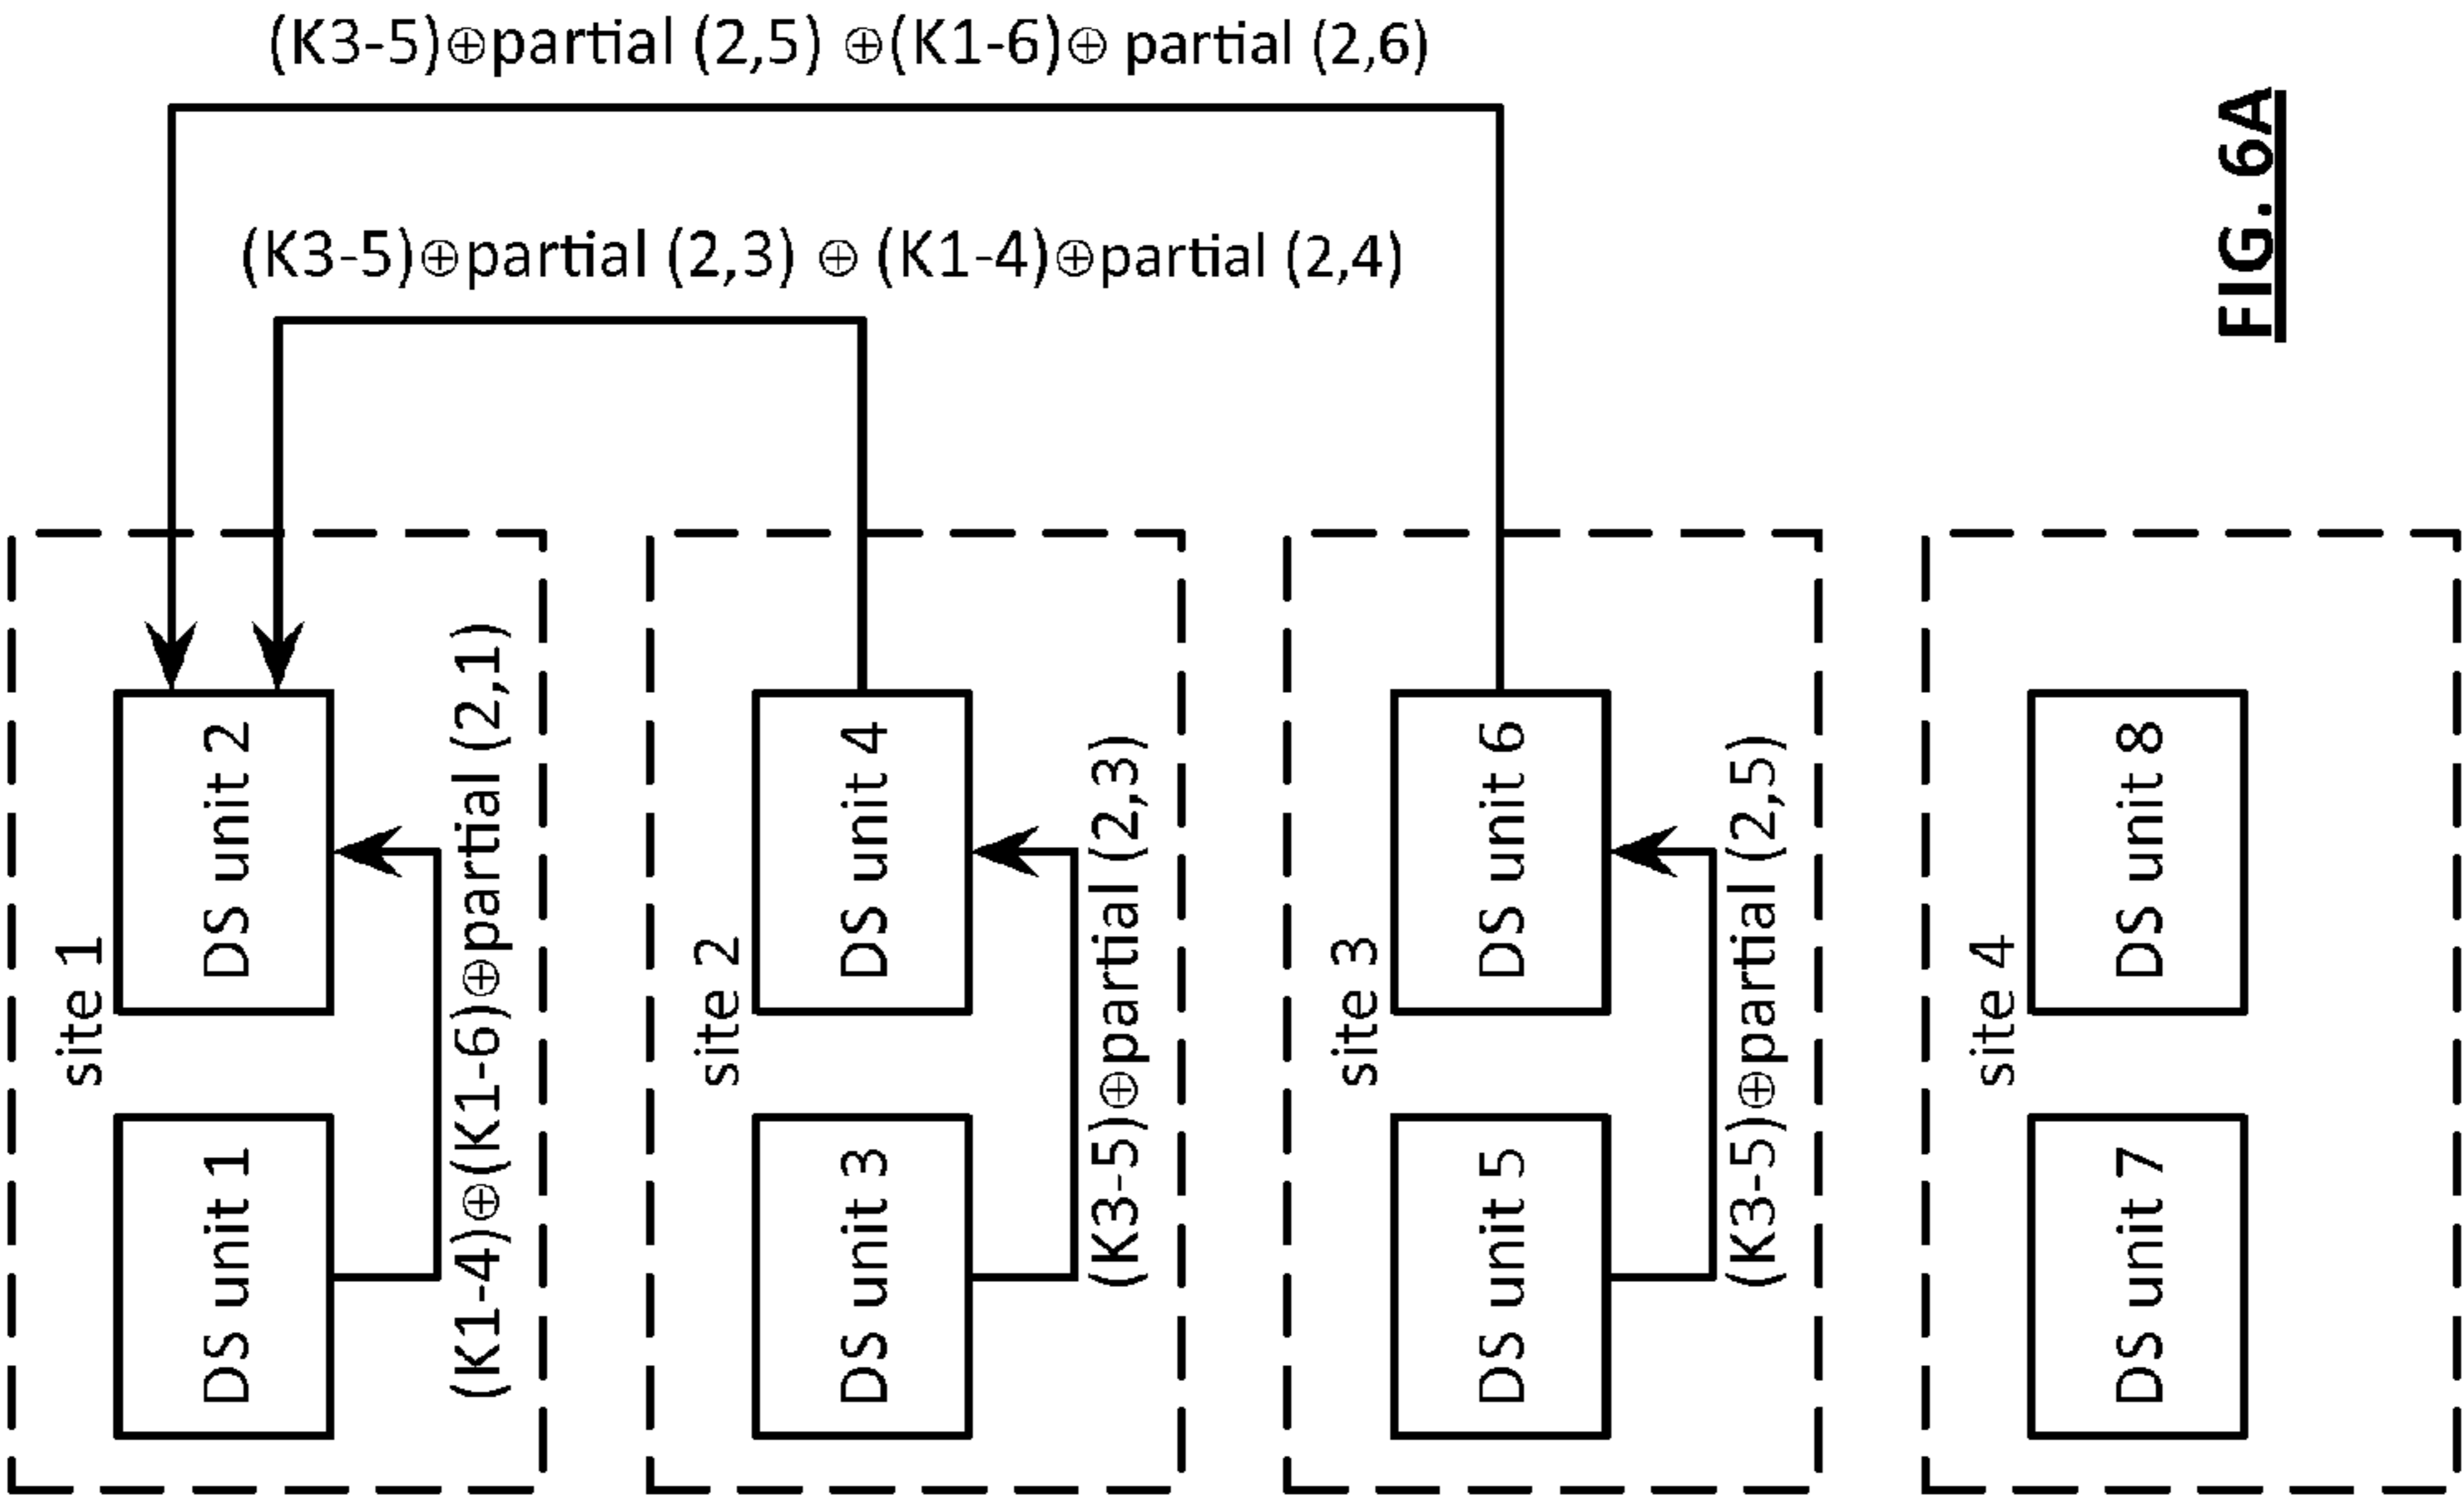 (K3-5)⊕partial (2,5) ⊕(K1-6)⊕ partial (2,6)
(K3-5)⊕partial (2,3) ⊕ (K1-4)⊕partial (2,4)
FIG. 6A
site 1
DS unit 1
DS unit 2
(K1-4)⊕(K1-6)⊕partial (2,1)
site 2
DS unit 3
DS unit 4
(K3-5)⊕partial (2,3)
site 3
DS unit 5
DS unit 6
(K3-5)⊕partial (2,5)
site 4
DS unit 7
DS unit 8